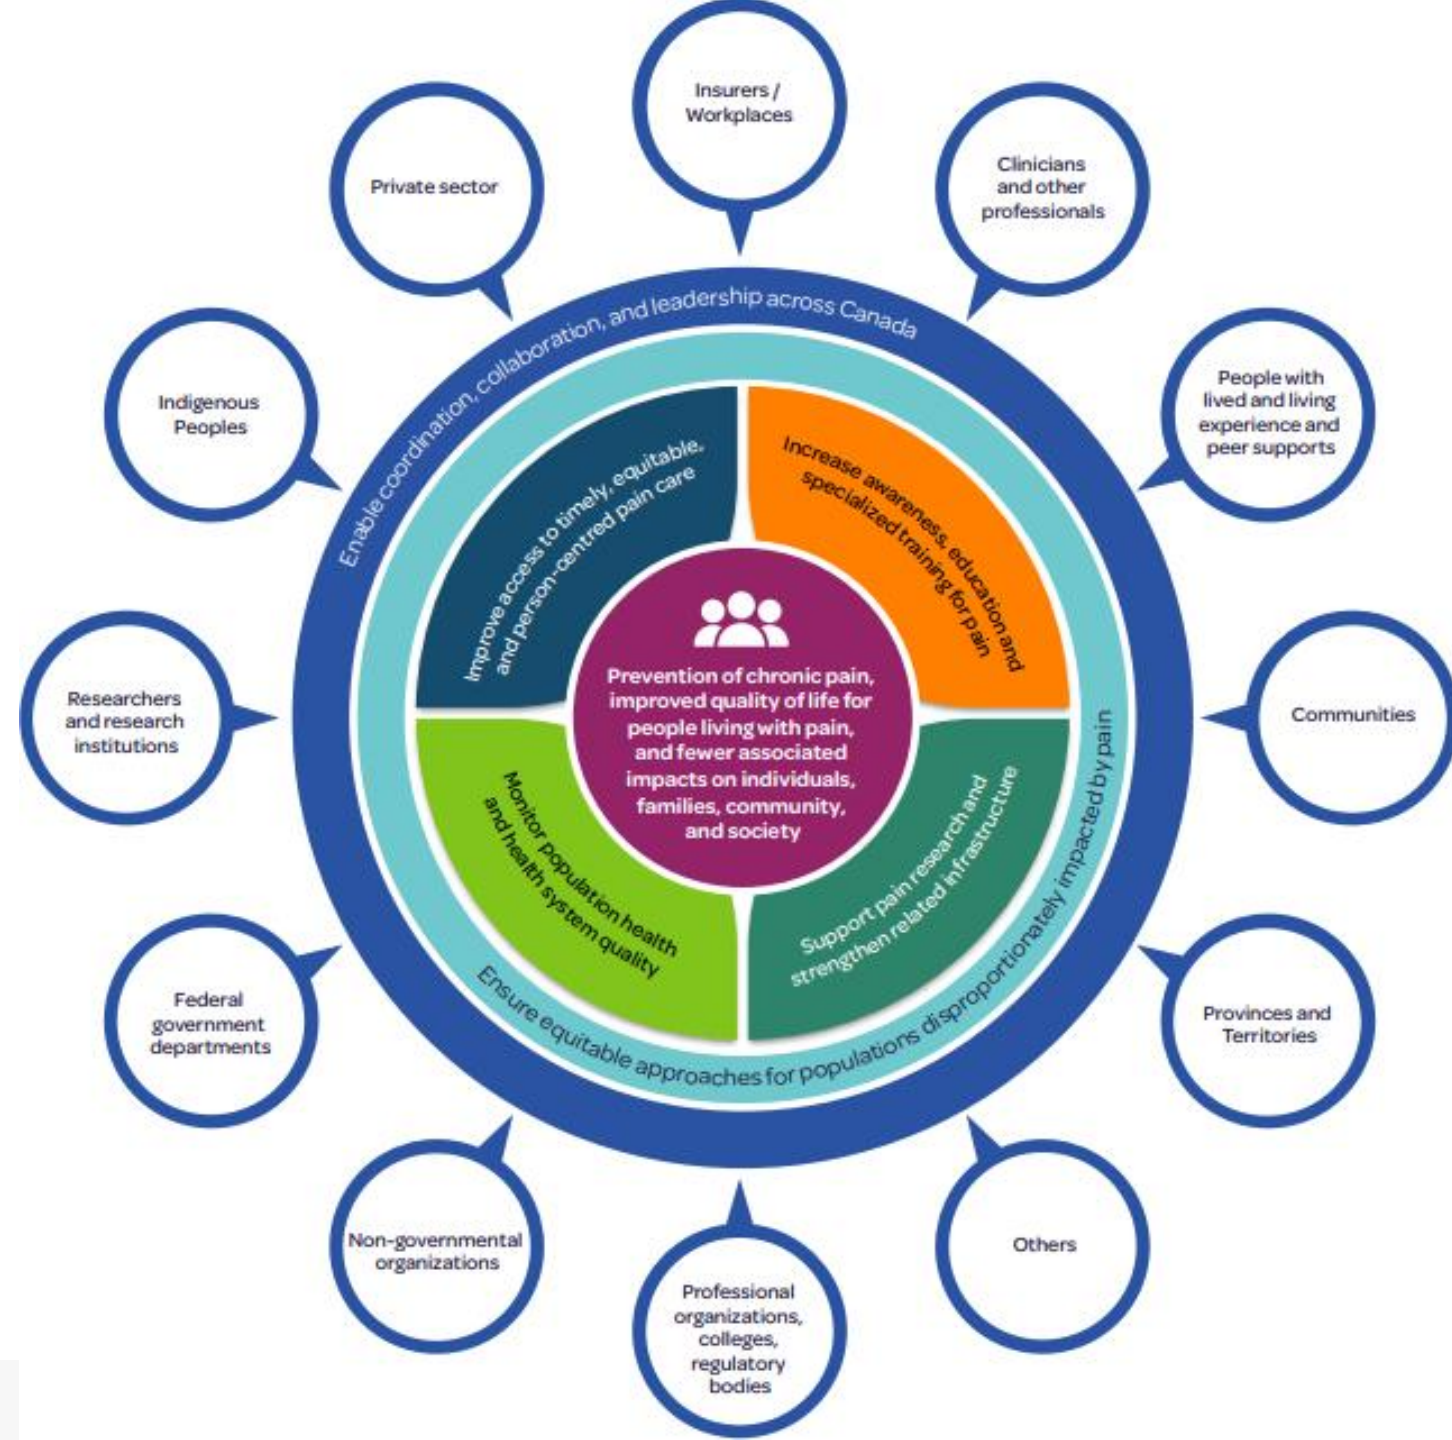 Insurers /
Workplaces
Clinicians
and other
professionals
People with
lived and living
experience and
peer supports
Communities
Provinces and
Territories
Others
Professional
organizations,
colleges,
regulatory
bodies
Non-governmental
organizations
Federal
government
departments
Researchers
and research
institutions
Indigenous
Peoples
Private sector
Enable coordination, collaboration, and leadership across Canada
Ensure equitable approaches for populations disproportionately impacted by pain
Improve access to timely, equitable,
and person-centred pain care
Increase awareness, education and
specialized training for pain
Support pain research and
strengthen related infrastructure
Monitor population health
and health system quality
Prevention of chronic pain,
improved quality of life for
people living with pain,
and fewer associated
impacts on individuals,
families, community,
and society